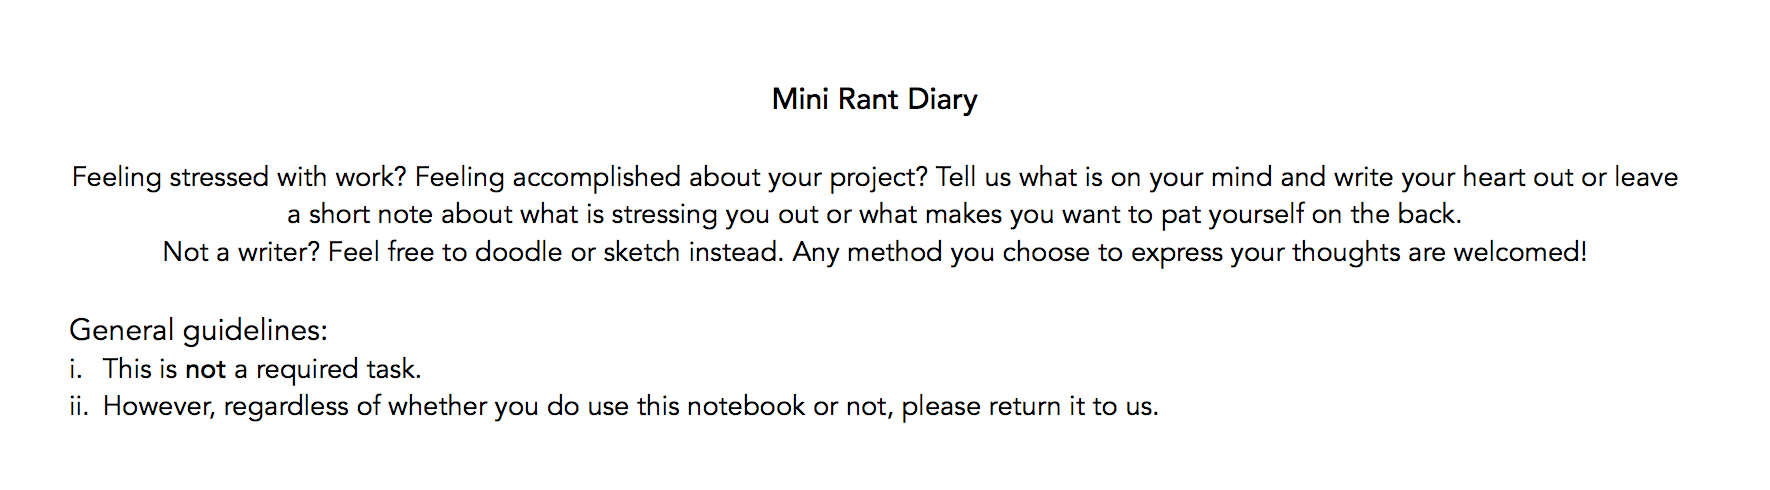 Mini Rant Diary
Feeling stressed with work? Feeling accomplished about your project? Tell us what is on your mind and write your heart out or leave
a short note about what is stressing you out or what makes you want to pat yourself on the back.
Not a writer? Feel free to doodle or sketch instead. Any method you choose to express your thoughts are welcomed!
General guidelines:
i. This is not a required task.
ii. However, regardless of whether you do use this notebook or not, please return it to us.